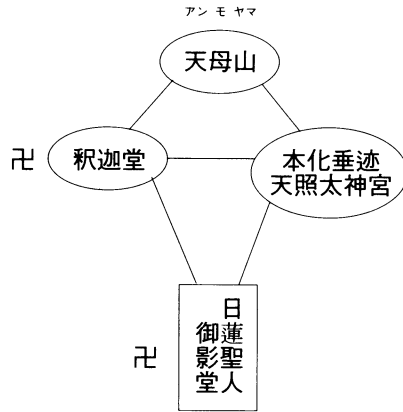 アンモヤマ
天母山
卍 釈迦堂
本化垂迹
天照太神宮
日蓮聖人
御影堂
卍